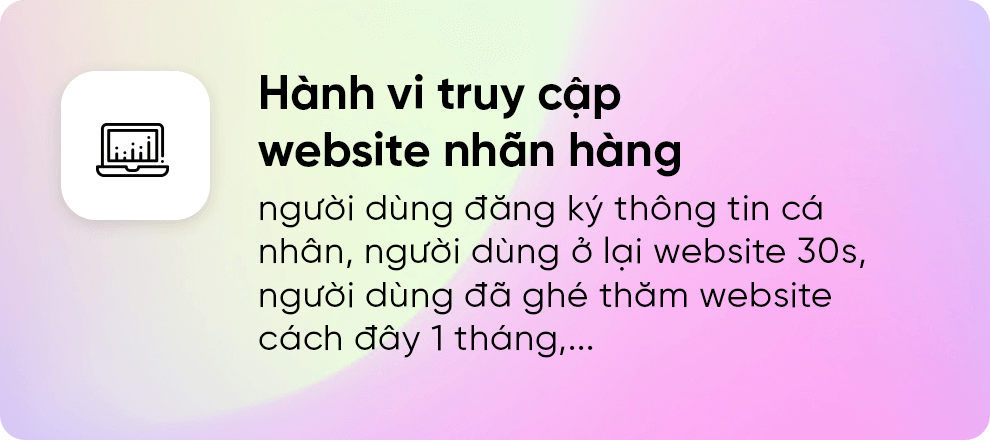 Hành vi truy cập
website nhãn hàng
người dùng đăng ký thông tin cá
nhân, người dùng ở lại website 30s,
người dùng đã ghé thăm website
cách đây 1 tháng,...